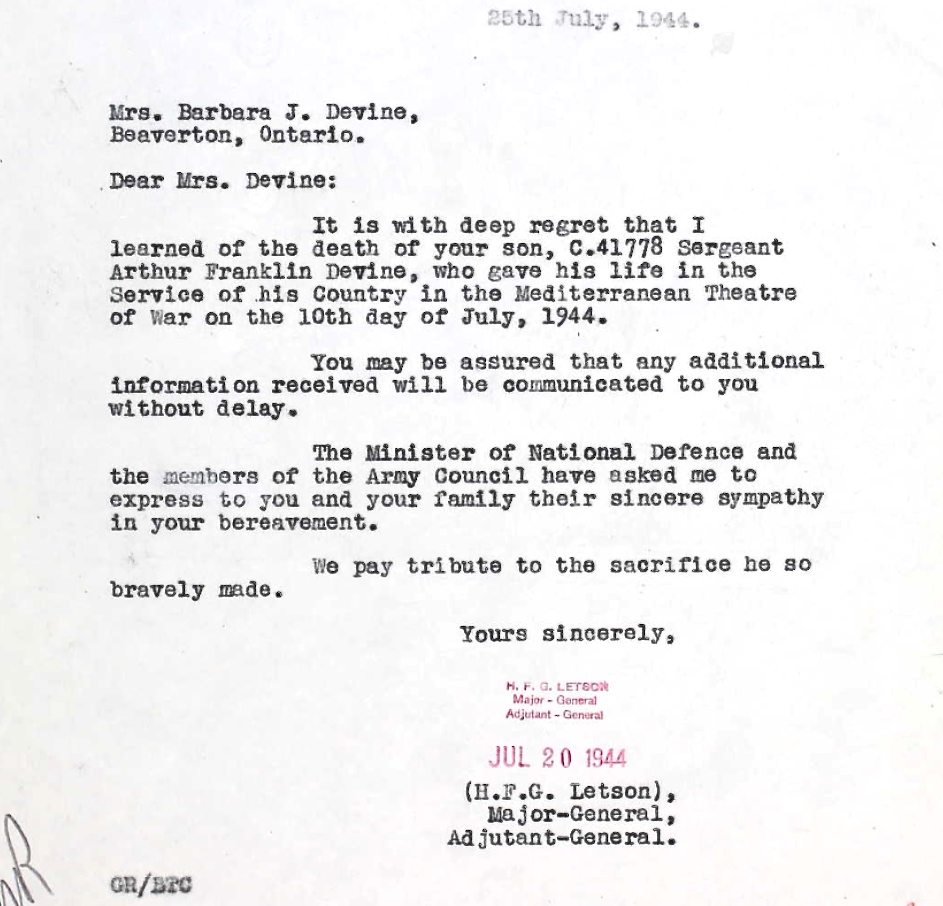 25th July, 1944.
Mrs. Barbara J. Devine,
Beaverton, Ontario.
Dear Mrs. Devine:
It is with deep regret that I
learned of the death of your son, C.41778 Sergeant
Arthur Franklin Devine, who gave his life in the
Service of his Country in the Mediterranean Theatre
of War on the 10th day of July, 1944.
You may be assured that any additional
information received will be communicated to you
without delay.
The Minister of National Defence and
the members of the Army Council have asked me to
express to you and your family their sincere sympathy
in your bereavement.
We pay tribute to the sacrifice he so
bravely made.
Yours sincerely,
H. F. G. LETSON
Major - General
Adjutant - General
JUL 20 1944
(H.F.G. Letson),
Major-General,
Adjutant-General.